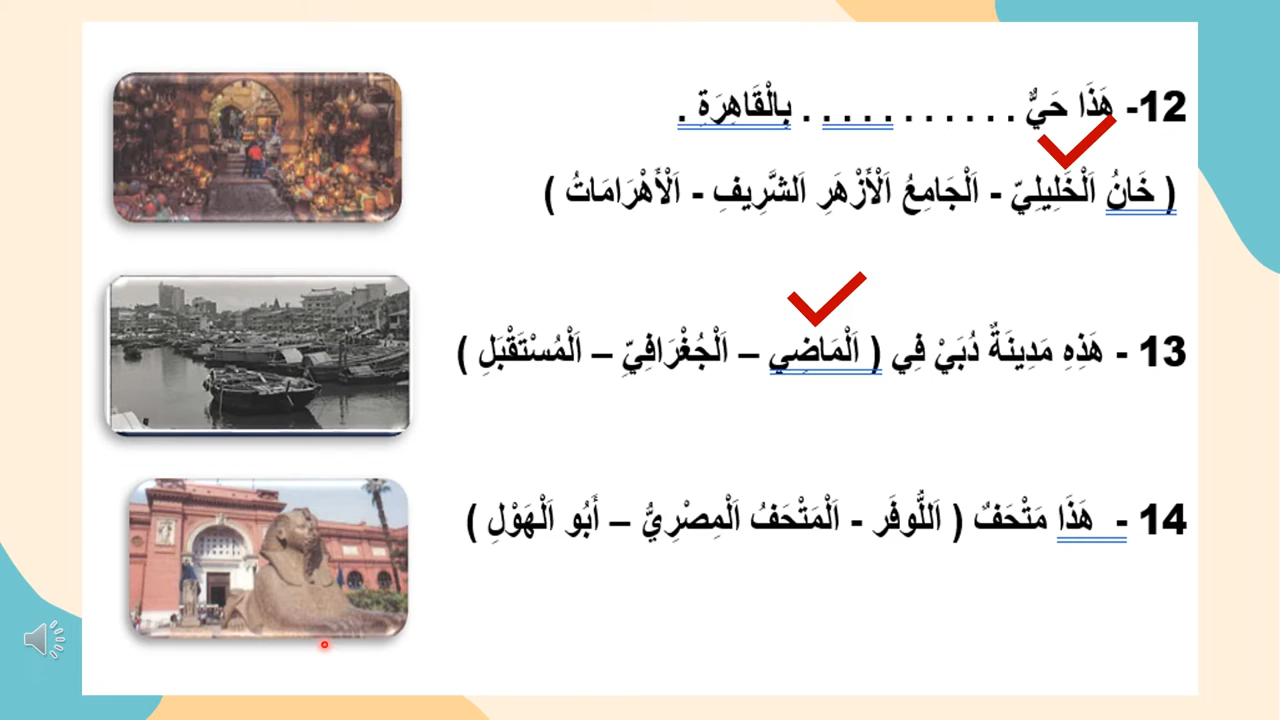 12- هَذَا حَيٌّ . . . . . . . . . . . . بِالْقَاهِرَةِ .
( خَانُ اَلْخَلِيلِيّ - اَلْجَامِعُ اَلْأَزْهَرِ اَلشَّرِيفِ - اَلْأَهْرَامَاتُ )
13 - هَذِهِ مَدِينَةٌ دُبَيْ فِي ( اَلْمَاضِي – اَلْجُغْرَافِيِّ – اَلْمُسْتَقْبَلِ )
14 - هَذَا مَتْحَفٌ ( اَللُّوفَر - اَلْمَتْحَفُ اَلْمِصْرِيُّ – أَبُو اَلْهَوْلِ )